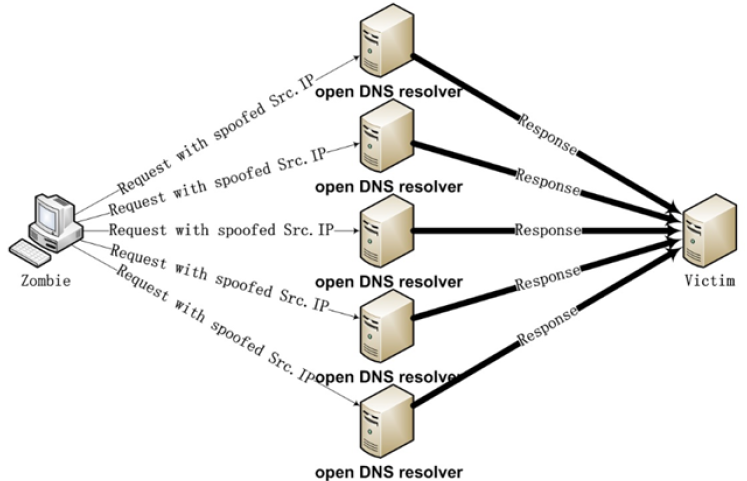 open DNS resolver
Request with spoofed Src.IP
Response
open DNS resolver
Request with spoofed Src.IP
Response
Zombie
Request with spoofed Src.IP
Response
Victim
open DNS resolver
Request with spoofed Src.IP
Response
open DNS resolver
Request with spoofed Src.IP
Response
open DNS resolver